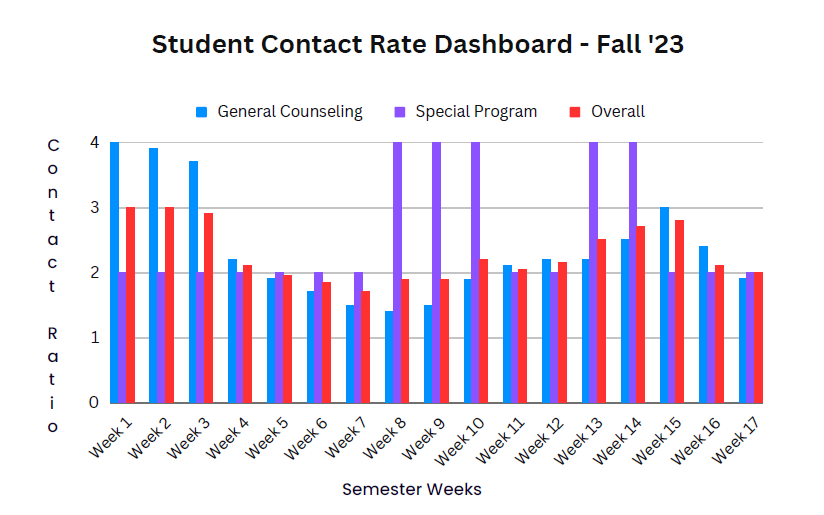 Student Contact Rate Dashboard - Fall '23
General Counseling Special Program Overall
Contact Ratio
4
3
2
1
0
Week 1 Week 2 Week 3 Week 4 Week 5 Week 6 Week 7 Week 8 Week 9 Week 10 Week 11 Week 12 Week 13 Week 14 Week 15 Week 16 Week 17
Semester Weeks